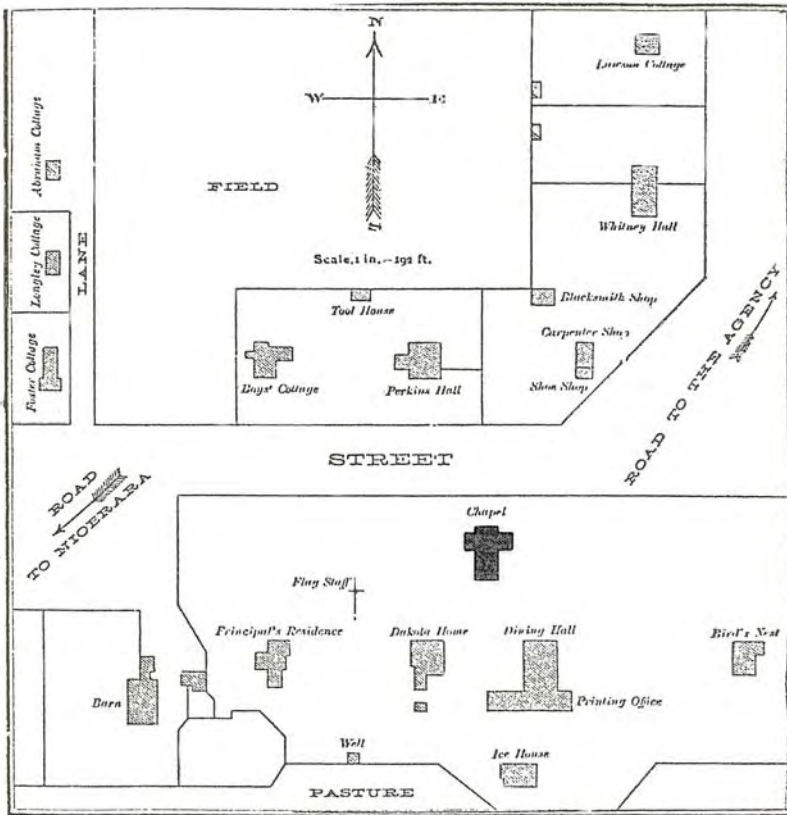 N
W E
S
Lawson Cottage
Abraham Cottage
FIELD
Whitney Hall
Longley Cottage
LANE
Scale, 1 in.—192 ft.
Blacksmith Shop
Tool House
Carpenter Shop
Foster Cottage
Boys' Cottage
Perkins Hall
Shoe Shop
ROAD TO THE AGENCY
STREET
ROAD
TO NIOBRARA
Chapel
Flag Staff
Principal's Residence
Dakota Home
Dining Hall
Bird's Nest
Barn
Printing Office
Well
Ice House
PASTURE